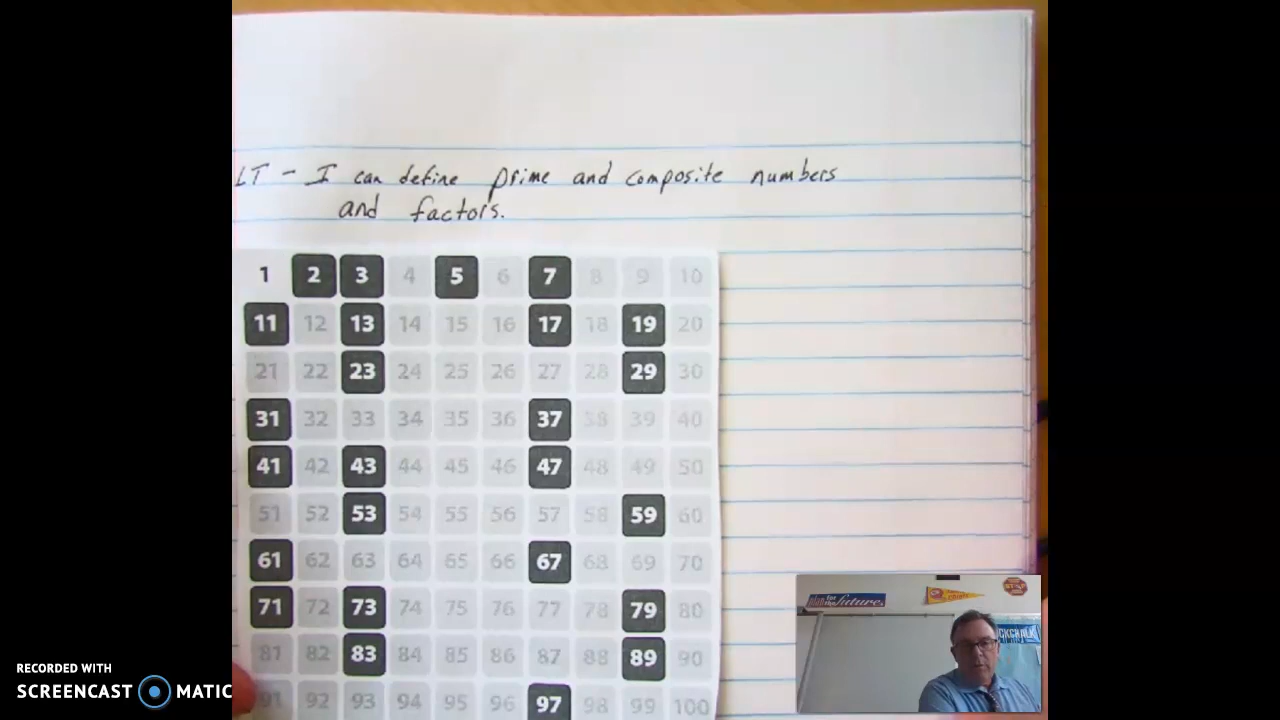 LT - I can define prime and composite numbers
and factors.
1 2 3 4 5 6 7 8 9 10
11 12 13 14 15 16 17 18 19 20
21 22 23 24 25 26 27 28 29 30
31 32 33 34 35 36 37 38 39 40
41 42 43 44 45 46 47 48 49 50
51 52 53 54 55 56 57 58 59 60
61 62 63 64 65 66 67 68 69 70
71 72 73 74 75 76 77 78 79 80
81 82 83 84 85 86 87 88 89 90
91 92 93 94 95 96 97 98 99 100
plan for the future
RECORDED WITH
SCREENCAST MATIC